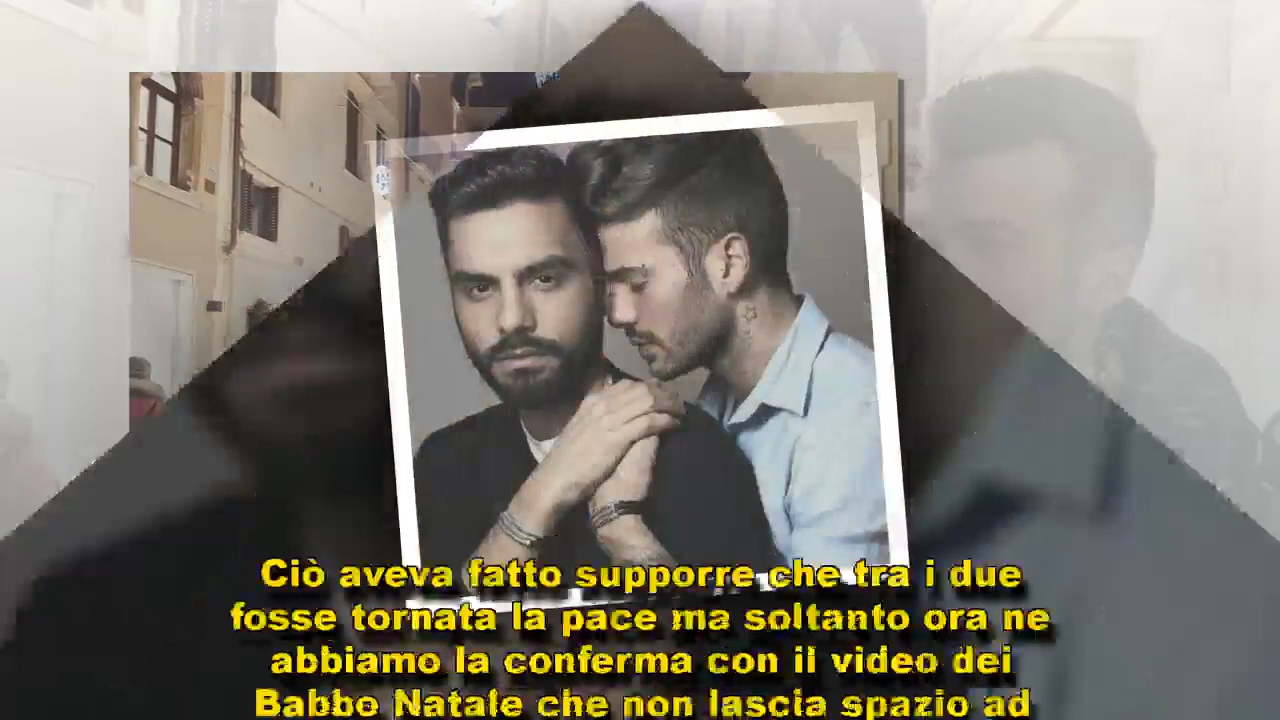 Ciò aveva fatto supporre che tra i due
fosse tornata la pace ma soltanto ora ne
abbiamo la conferma con il video dei
Babbo Natale che non lascia spazio ad